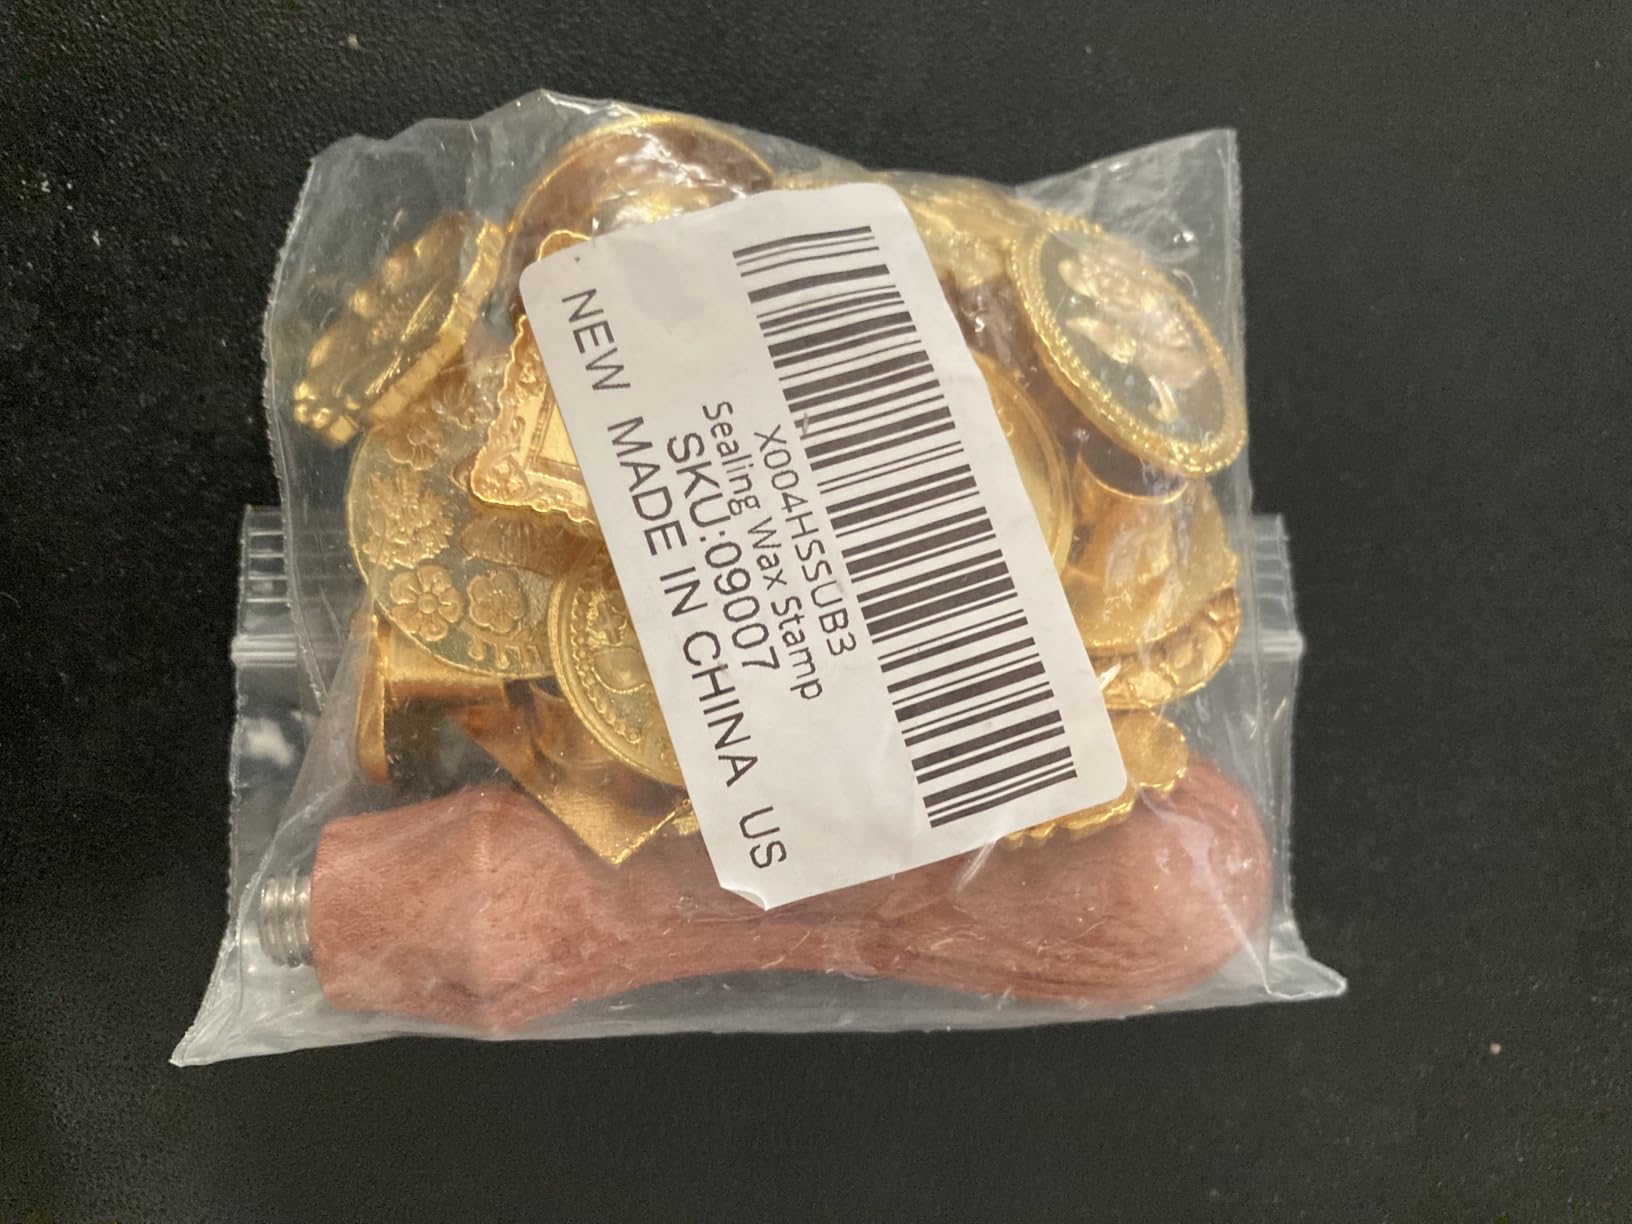 X004HSSUB3
Sealing Wax Stamp
SKU:09007
NEW MADE IN CHINA US